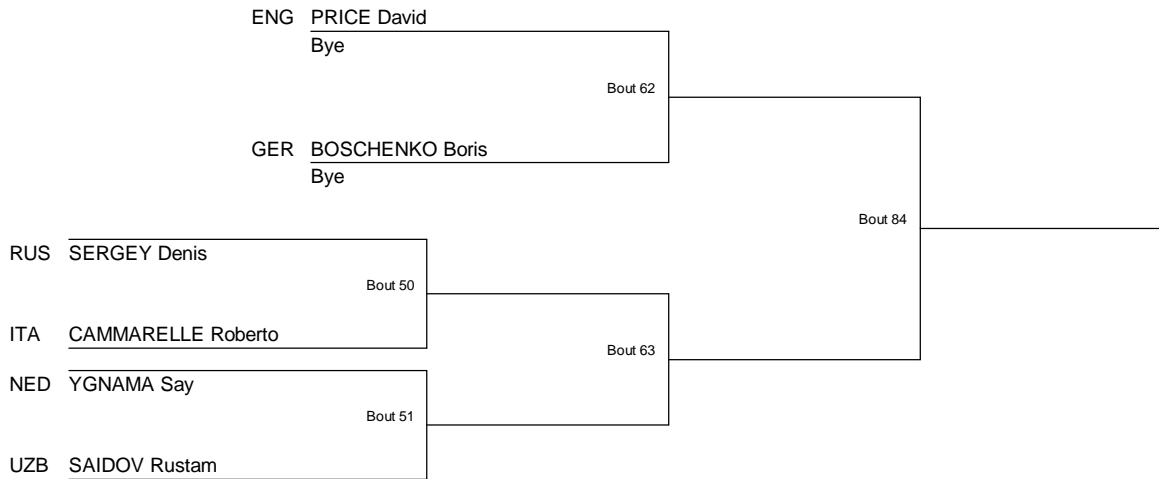 ENG PRICE David
Bye
Bout 62
GER BOSCHENKO Boris
Bye
Bout 84
RUS SERGEY Denis
Bout 50
ITA CAMMARELLE Roberto
Bout 63
NED YGNAMA Say
Bout 51
UZB SAIDOV Rustam